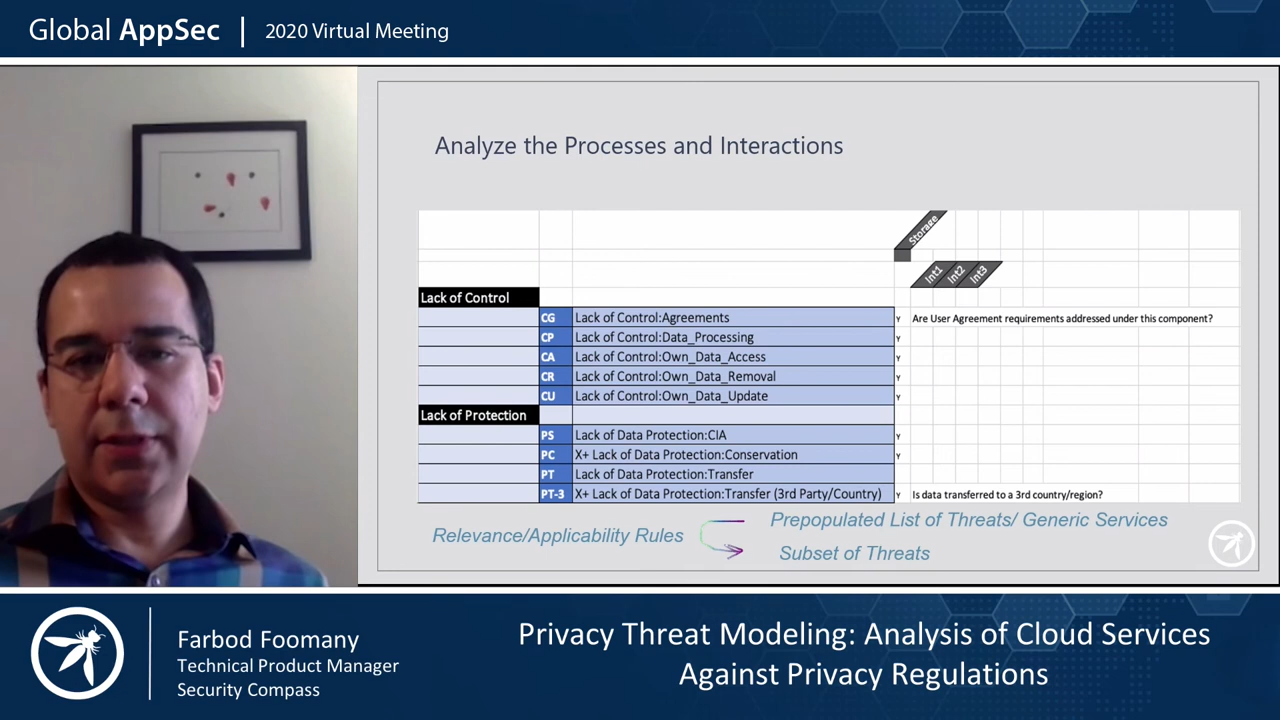 Global AppSec | 2020 Virtual Meeting
Analyze the Processes and Interactions
Storage
Int1 Int2 Int3
Lack of Control
CG Lack of Control:Agreements Y Are User Agreement requirements addressed under this component?
CP Lack of Control:Data_Processing Y
CA Lack of Control:Own_Data_Access Y
CR Lack of Control:Own_Data_Removal Y
CU Lack of Control:Own_Data_Update Y
Lack of Protection
PS Lack of Data Protection:CIA Y
PC X+ Lack of Data Protection:Conservation Y
PT Lack of Data Protection:Transfer
PT-3 X+ Lack of Data Protection:Transfer (3rd Party/Country) Y Is data transferred to a 3rd country/region?
Relevance/Applicability Rules
Prepopulated List of Threats/ Generic Services
Subset of Threats
Farbod Foomany
Technical Product Manager
Security Compass
Privacy Threat Modeling: Analysis of Cloud Services
Against Privacy Regulations